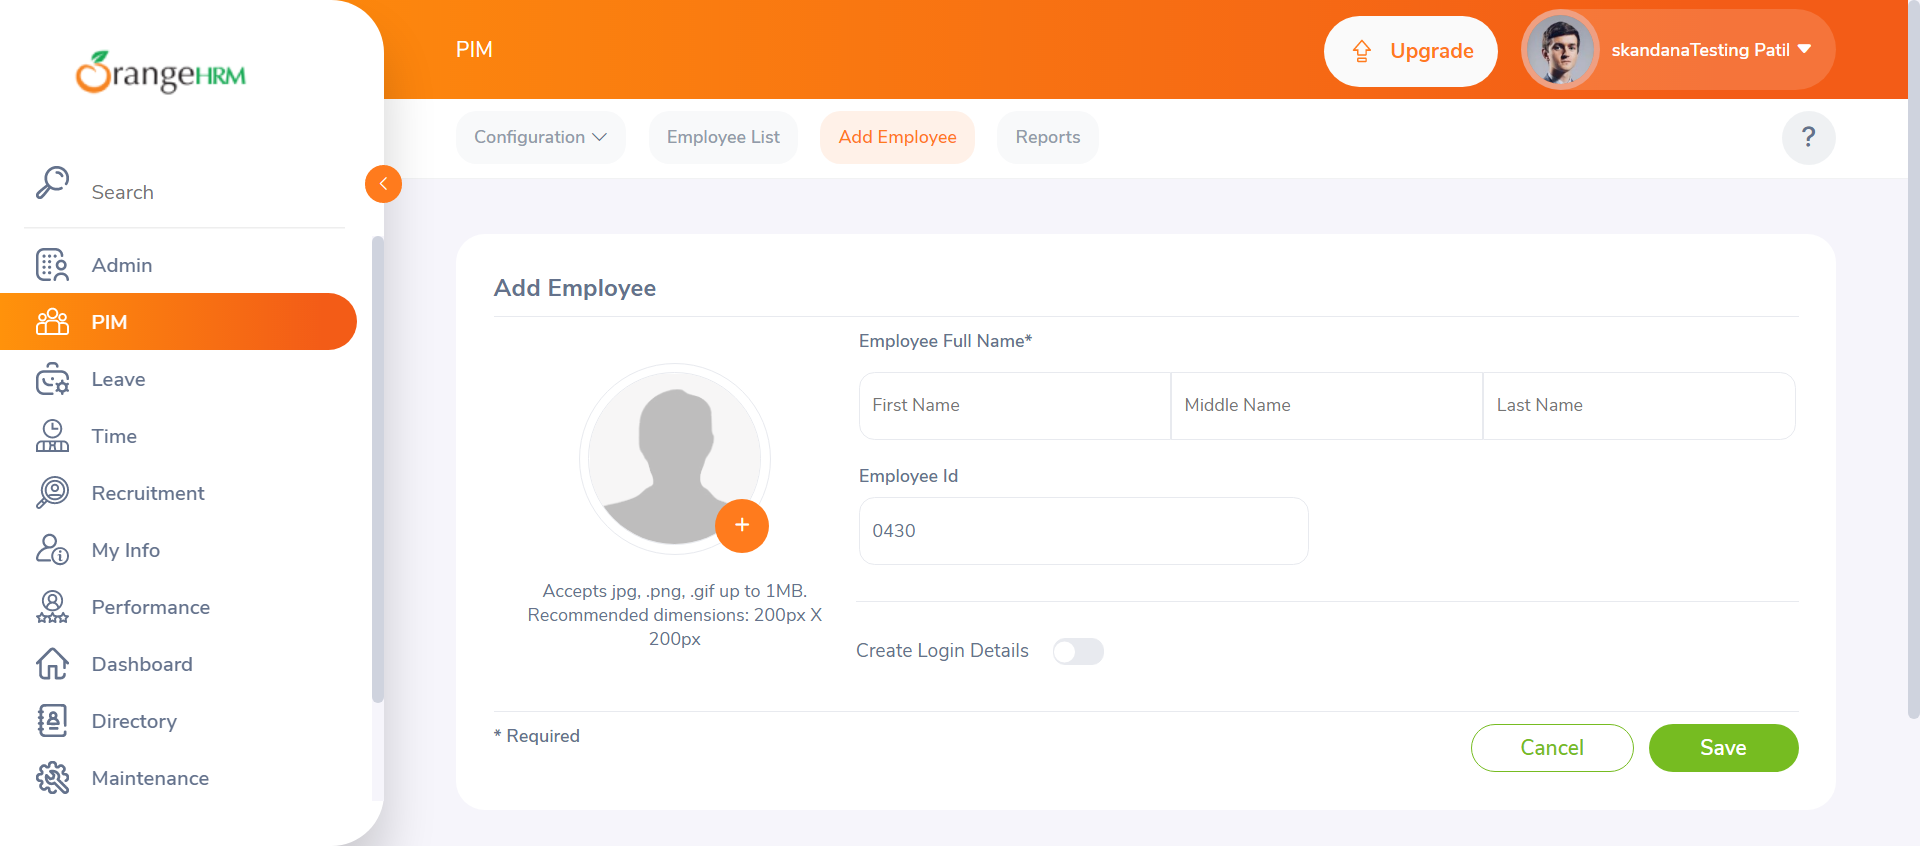 OrangeHRM
PIM
Upgrade
skandanaTesting Patil
Configuration
Employee List
Add Employee
Reports
?
Search
Admin
PIM
Leave
Time
Recruitment
My Info
Performance
Dashboard
Directory
Maintenance
Add Employee
Accepts jpg, .png, .gif up to 1MB.
Recommended dimensions: 200px X
200px
Employee Full Name*
First Name
Middle Name
Last Name
Employee Id
0430
Create Login Details
* Required
Cancel
Save